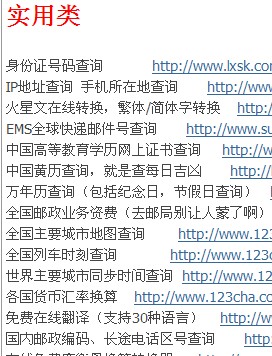 实用类
身份证号码查询 http://www.lxsk.com
IP地址查询 手机所在地查询 http://www.
火星文在线转换，繁体/简体字转换 http://
EMS全球快递邮件号查询 http://www.su
中国高等教育学历网上证书查询 http://w
中国黄历查询，就是查每日吉凶 http://
万年历查询（包括纪念日，节假日查询） h
全国邮政业务资费（去邮局别让人蒙了啊）
全国主要城市地图查询 http://www.123
全国列车时刻查询 http://www.123cha.
世界主要城市同步时间查询 http://www.12
各国货币汇率换算 http://www.123cha.co
免费在线翻译（支持30种语言） http://ww
国内邮政编码、长途电话区号查询 http://